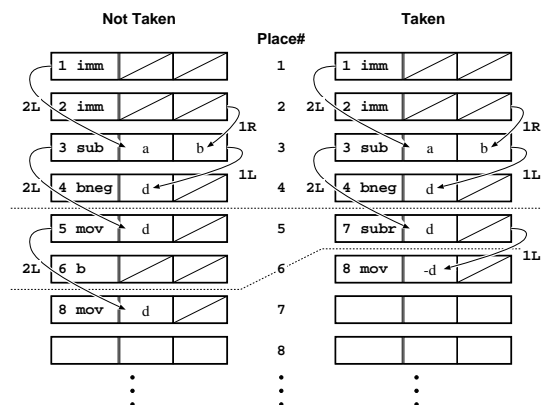 Not Taken Taken
Place#
1 imm 1 1 imm
2L 2 imm 2 2L 2 imm
1R 1R
3 sub a b 3 3 sub a b
1L 1L
2L 4 bneg d 4 2L 4 bneg d
5 mov d 5 7 subr d
1L
2L 6 b 6 8 mov -d
8 mov d 7
8